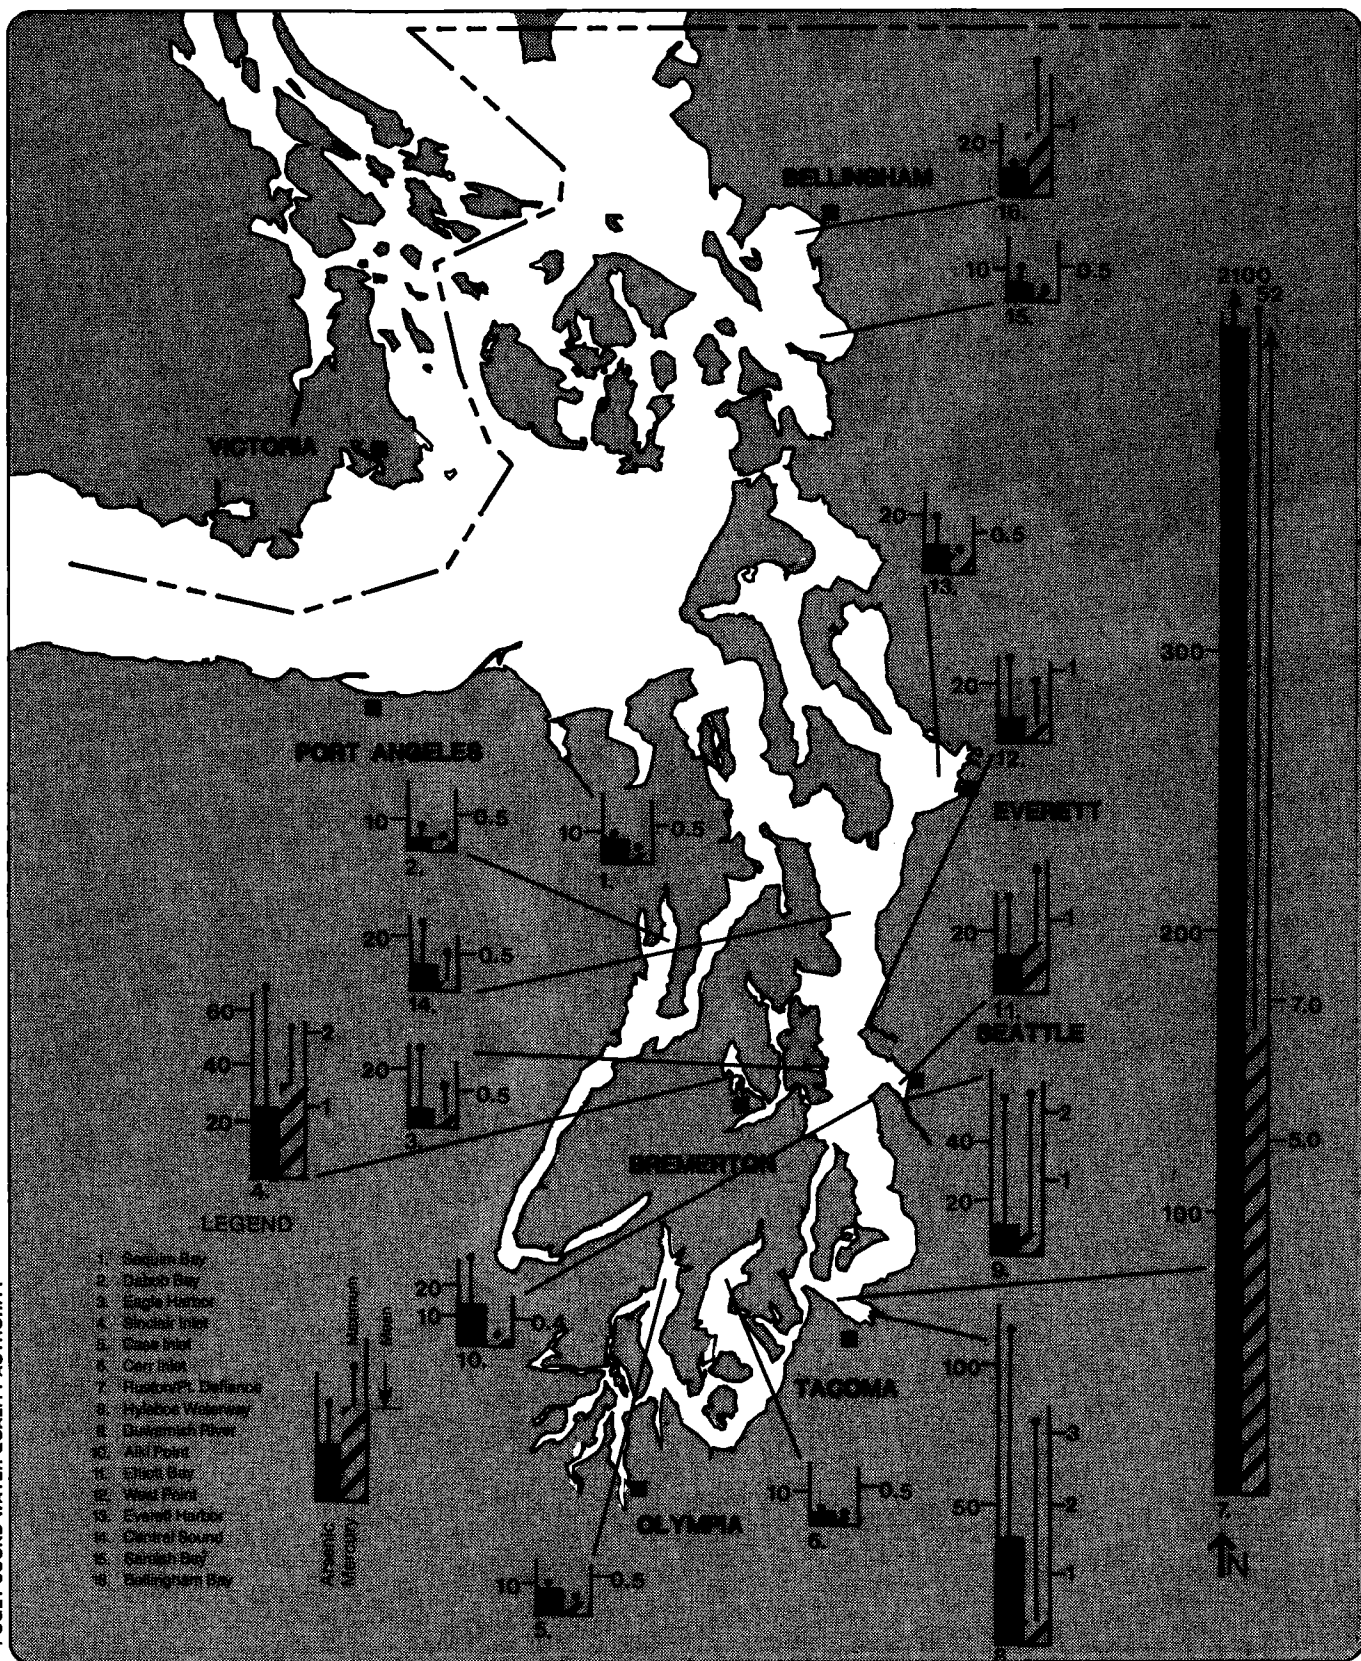 2100
52
20
1
BELLINGHAM
16.
10
0.5
15.
VICTORIA
20
0.5
13.
300
20
1
12.
PORT ANGELES
EVERETT
10
0.5
2.
10
0.5
1.
20
0.5
14.
20
1
11.
SEATTLE
200
7.0
60
40
20
2
1
4.
20
0.5
3.
40
20
2
1
9.
5.0
BREMERTON
100
LEGEND
1. Sequim Bay
2. Dabob Bay
3. Eagle Harbor
4. Sinclair Inlet
5. Case Inlet
6. Carr Inlet
7. Ruston/Pt. Defiance
8. Hylebos Waterway
9. Duwamish River
10. Alki Point
11. Elliott Bay
12. West Point
13. Everett Harbor
14. Central Sound
15. Samish Bay
16. Bellingham Bay
Maximum
Mean
Arsenic
Mercury
20
10
0.5
10.
TACOMA
100
50
3
2
1
8.
10
0.5
6.
OLYMPIA
10
0.5
5.
7.
N